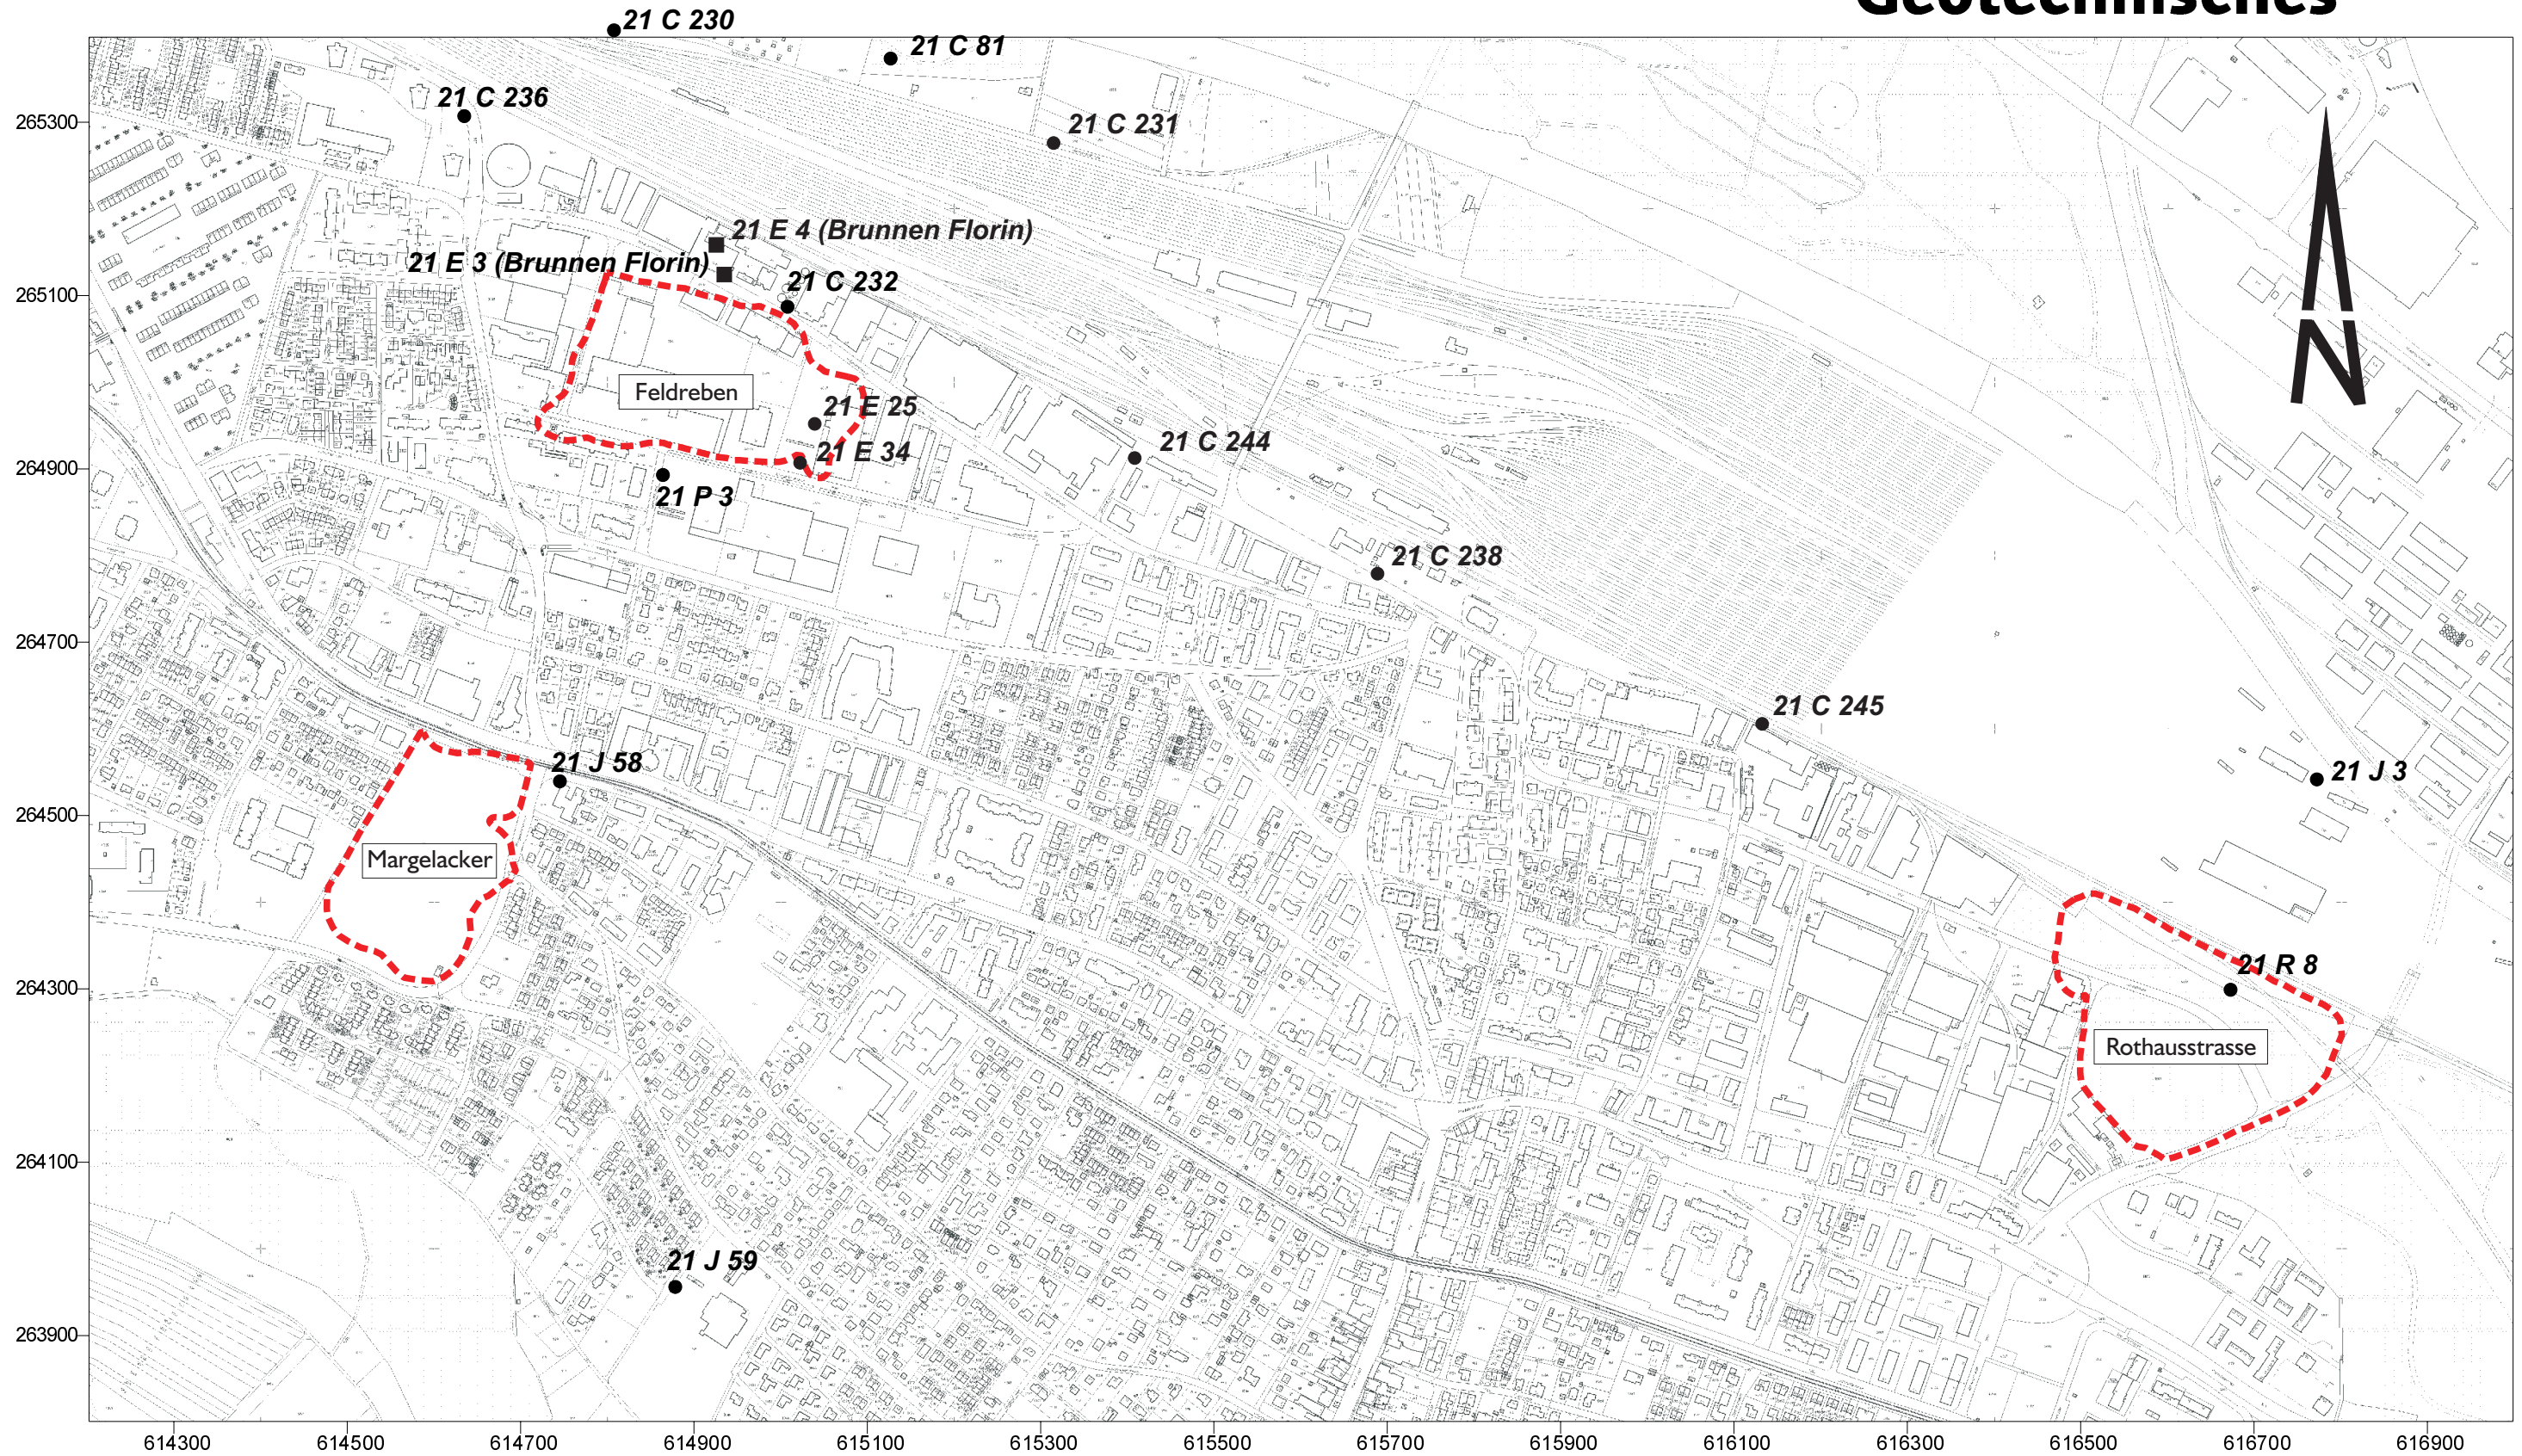 Geotechnisches
21 C 230
21 C 81
21 C 236
265300
21 C 231
21 E 4 (Brunnen Florin)
21 E 3 (Brunnen Florin)
21 C 232
265100
Feldreben
21 E 25
21 C 244
21 E 34
264900
21 P 3
21 C 238
264700
21 C 245
21 J 58
21 J 3
264500
Margelacker
21 R 8
264300
Rothausstrasse
264100
21 J 59
263900
614300 614500 614700 614900 615100 615300 615500 615700 615900 616100 616300 616500 616700 616900